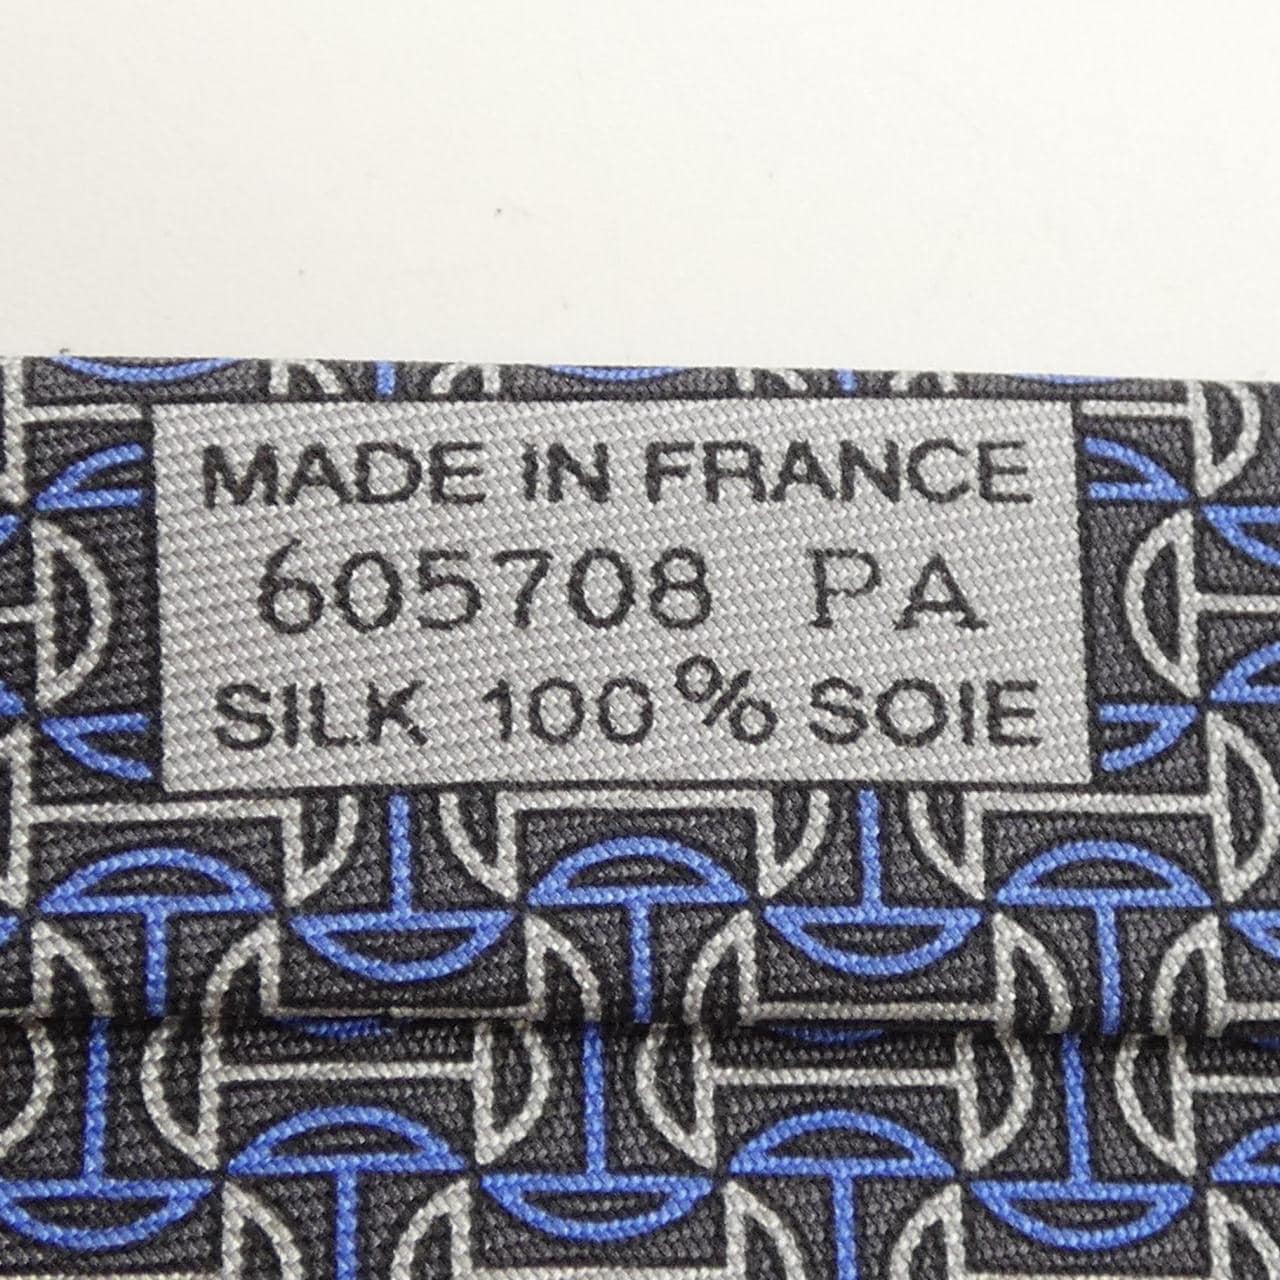 MADE IN FRANCE
605708 PA
SILK 100% SOIE